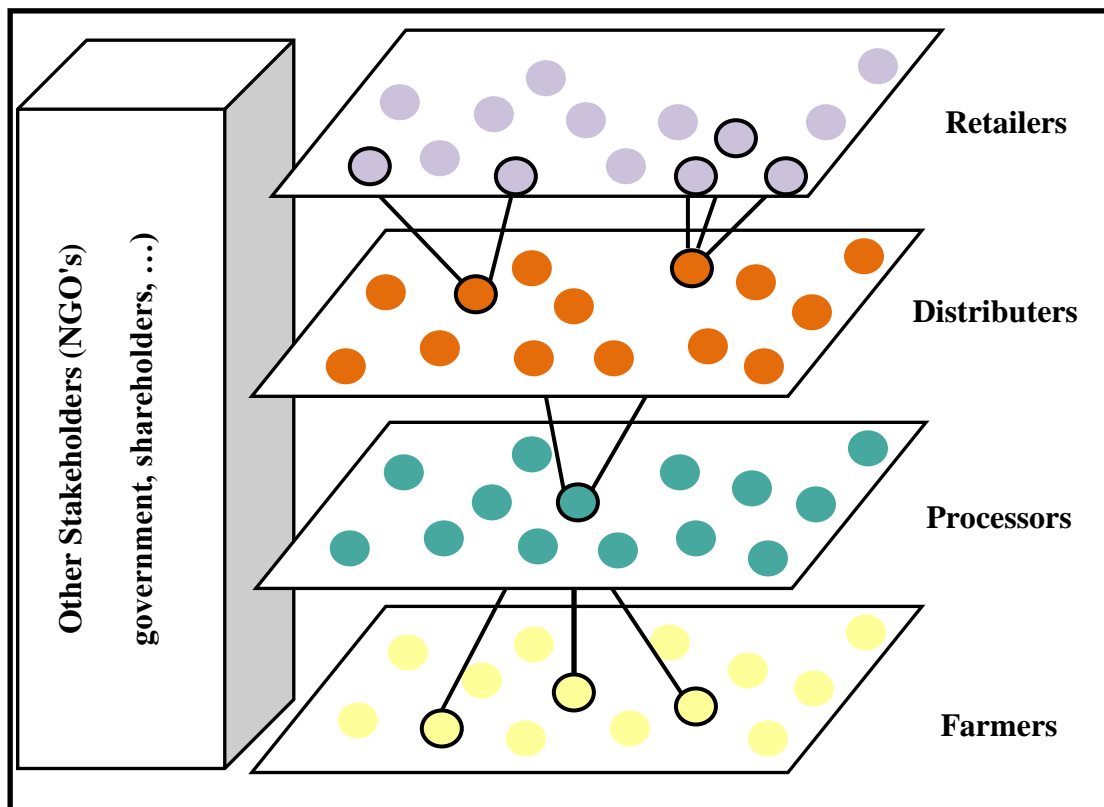 Other Stakeholders (NGO's)
government, shareholders, …)
Retailers
Distributers
Processors
Farmers